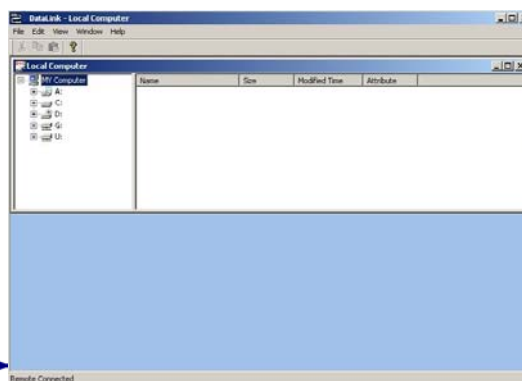 DataLink - Local Computer
File Edit View Window Help
Local Computer
MY Computer
A:
C:
D:
G:
U:
Name Size Modified Time Attribute
Remote Connected